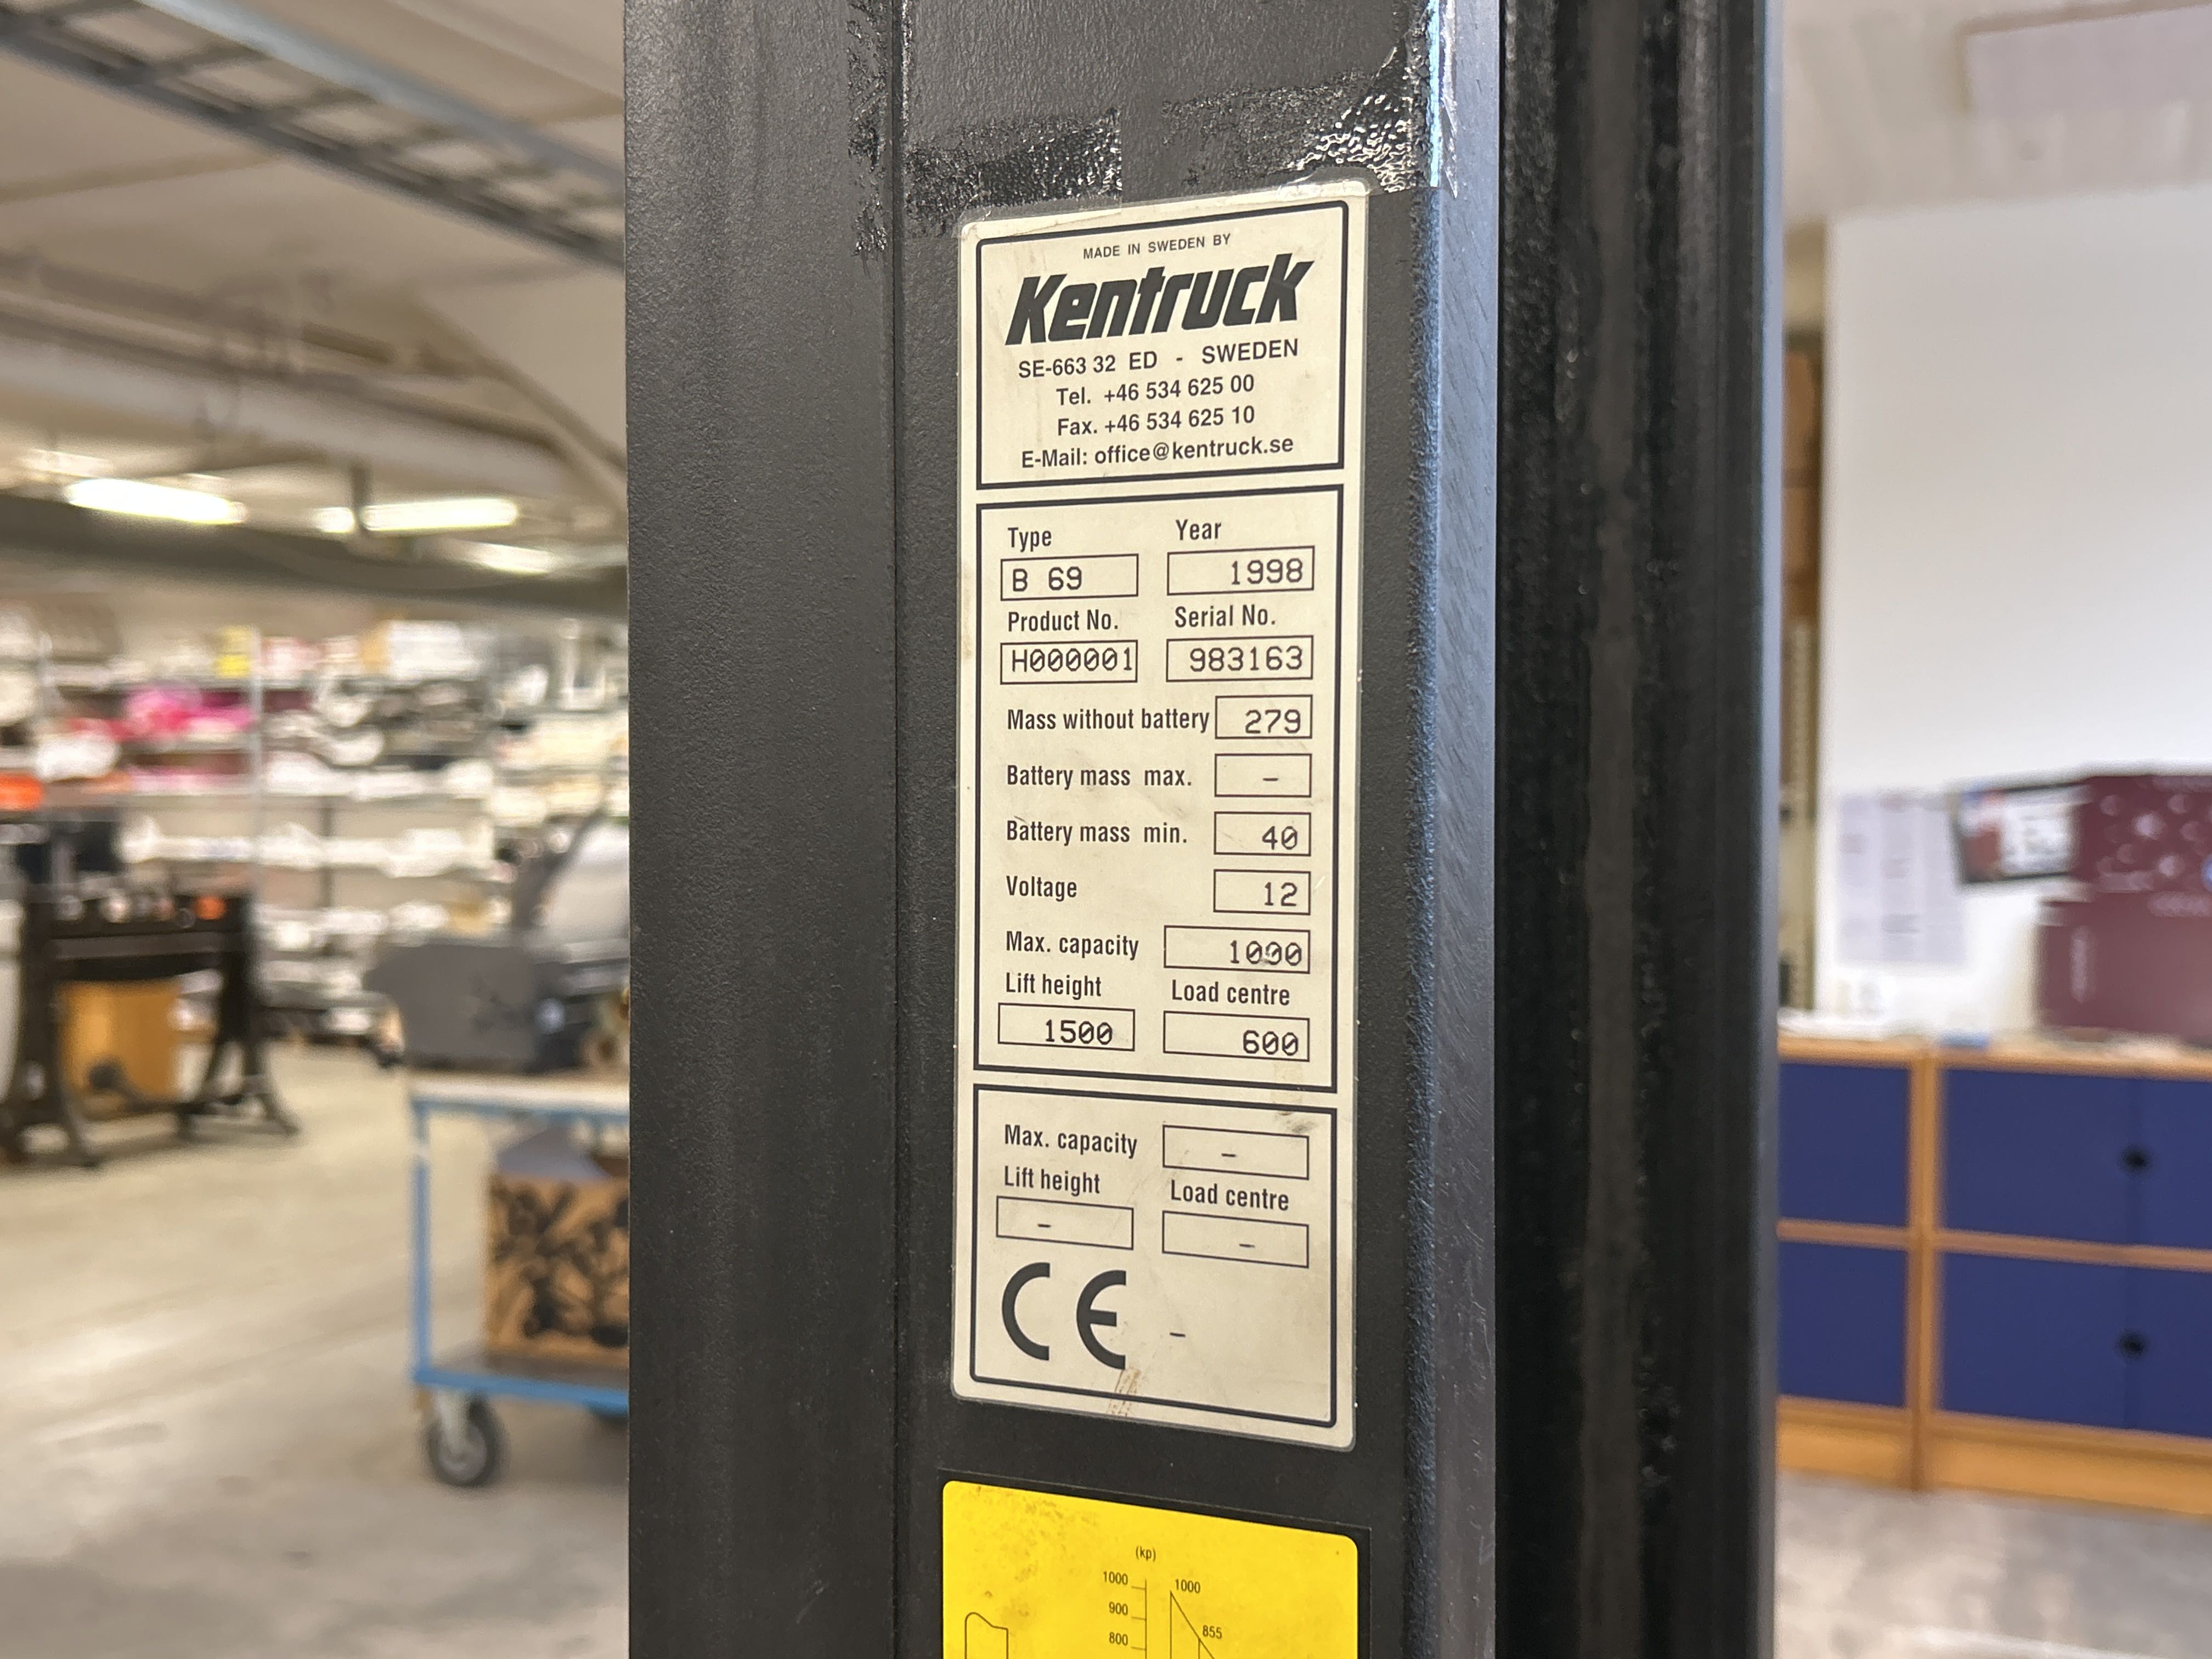 MADE IN SWEDEN BY
Kentruck
SE-663 32 ED - SWEDEN
Tel. +46 534 625 00
Fax. +46 534 625 10
E-Mail: office@kentruck.se
Type Year
B 69 1998
Product No. Serial No.
H000001 983163
Mass without battery 279
Battery mass max. -
Battery mass min. 40
Voltage 12
Max. capacity 1000
Lift height Load centre
1500 600
Max. capacity -
Lift height Load centre
- -
CE -
(kp)
1000 1000
900
855
800